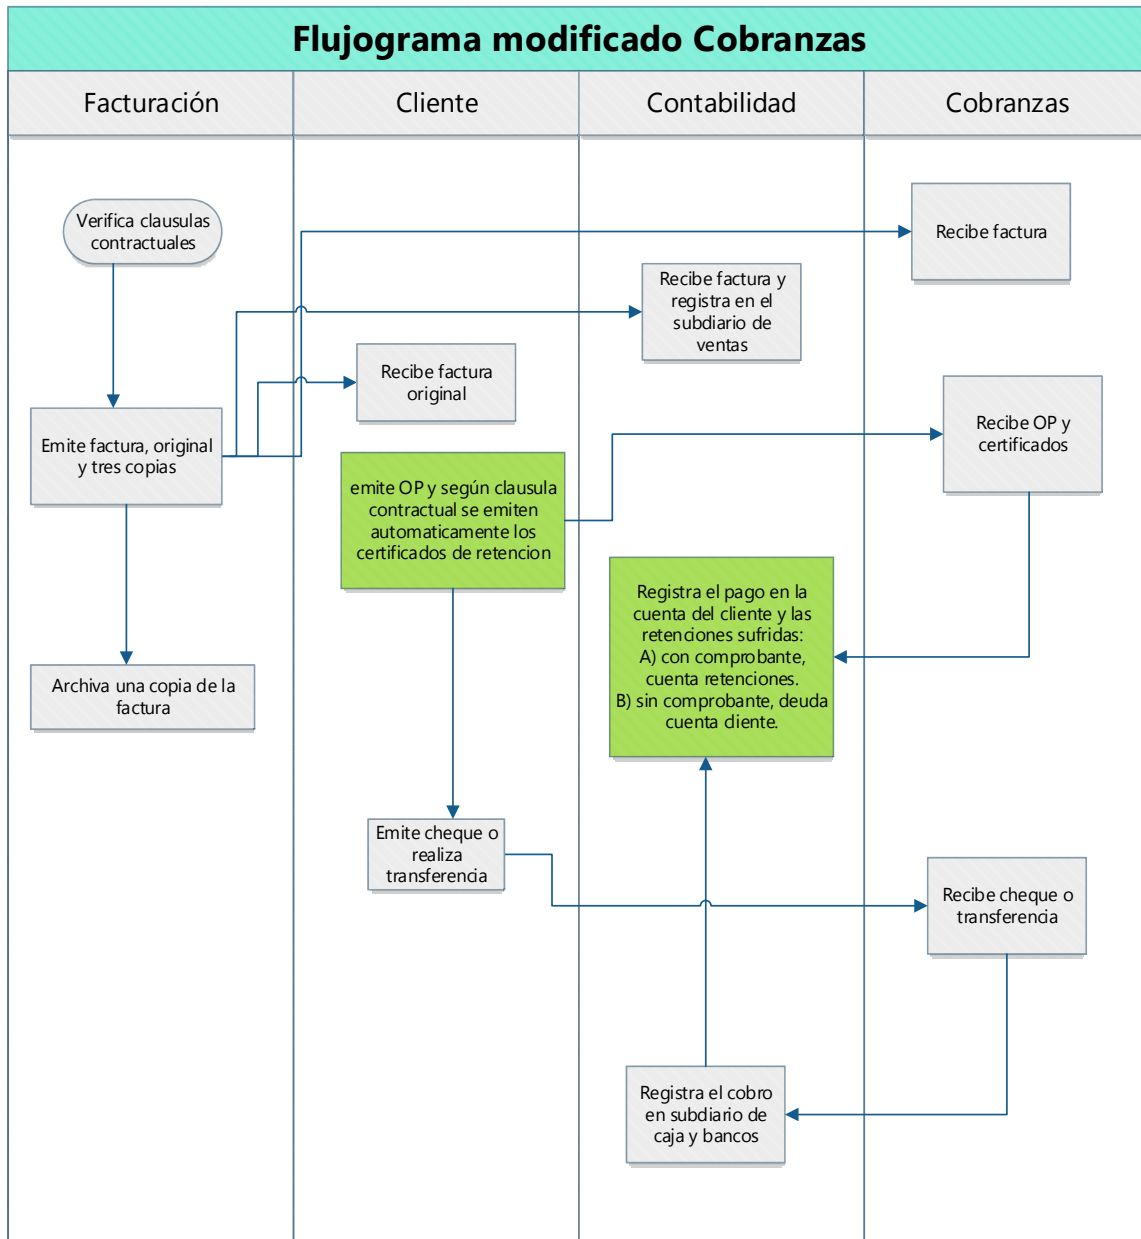 Flujograma modificado Cobranzas
Facturación
Cliente
Contabilidad
Cobranzas
Verifica clausulas
contractuales
Recibe factura
Recibe factura y
registra en el
subdiario de
ventas
Recibe factura
original
Emite factura, original
y tres copias
Recibe OP y
certificados
emite OP y según clausula
contractual se emiten
automaticamente los
certificados de retencion
Registra el pago en la
cuenta del cliente y las
retenciones sufridas:
A) con comprobante,
cuenta retenciones.
B) sin comprobante, deuda
cuenta cliente.
Archiva una copia de la
factura
Emite cheque o
realiza
transferencia
Recibe cheque o
transferencia
Registra el cobro
en subdiario de
caja y bancos